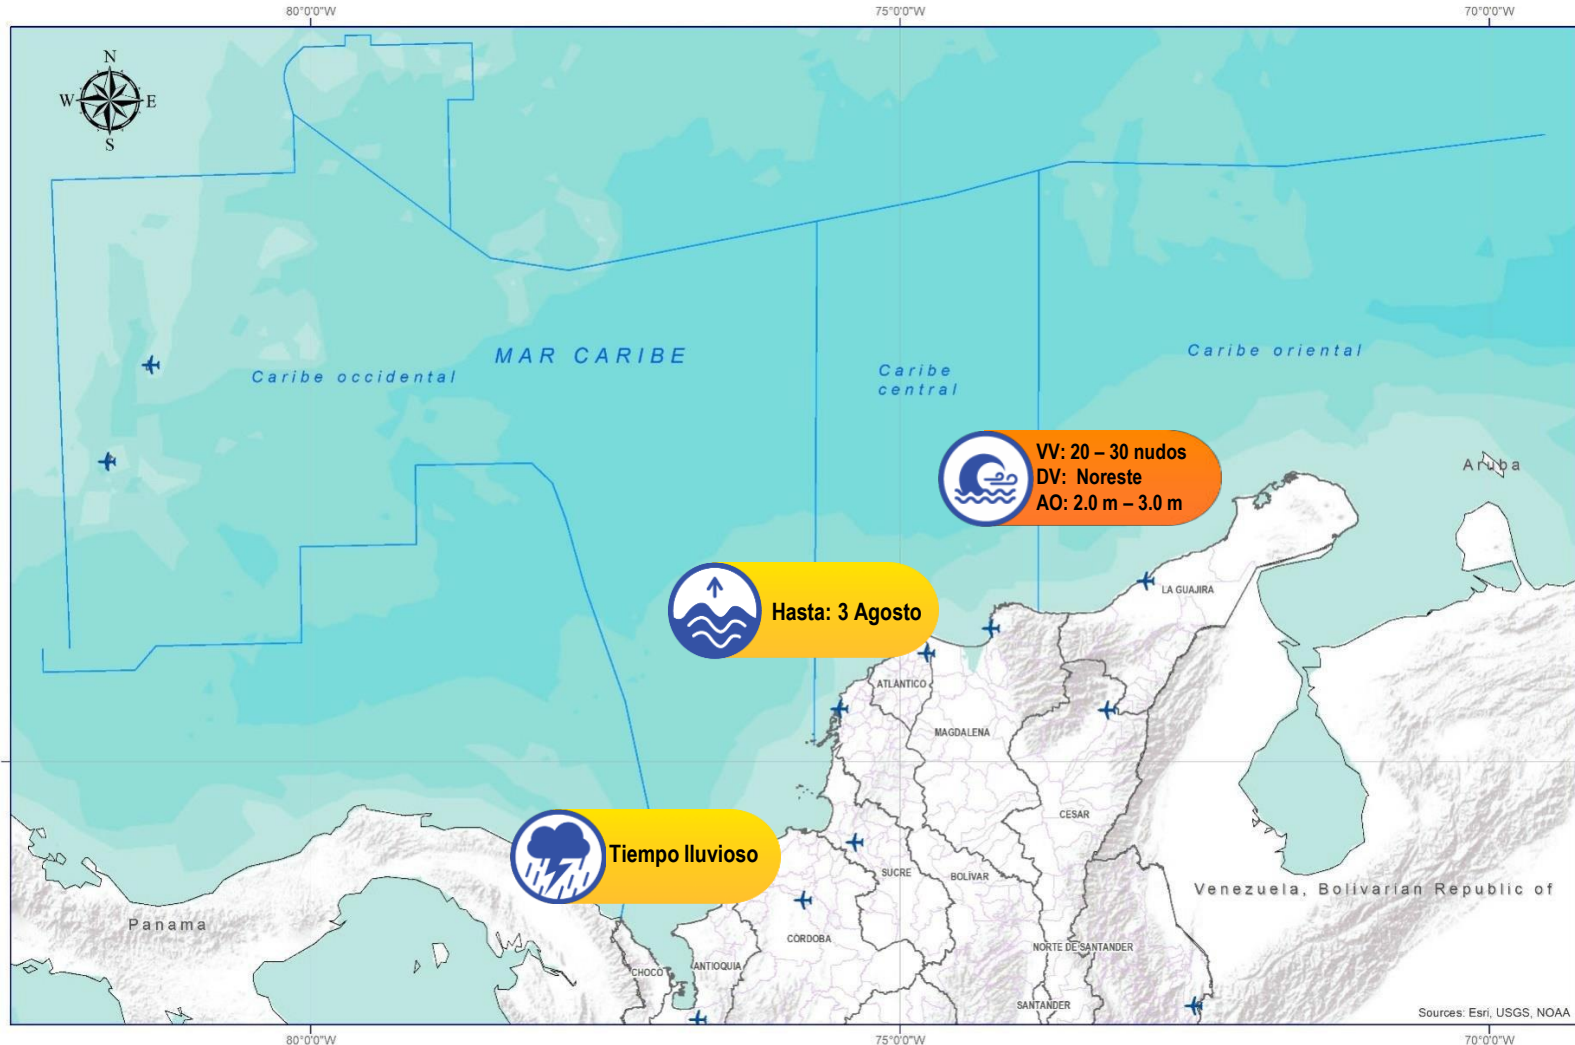 80°0'0"W
75°0'0"W
70°0'0"W
N
W
E
S
MAR CARIBE
Caribe occidental
Caribe
central
Caribe oriental
VV: 20 – 30 nudos
DV: Noreste
AO: 2.0 m – 3.0 m
Aruba
Hasta: 3 Agosto
LA GUAJIRA
ATLÁNTICO
MAGDALENA
CESAR
Tiempo lluvioso
SUCRE
BOLÍVAR
Venezuela, Bolivarian Republic of
Panama
CÓRDOBA
NORTE DE SANTANDER
CHOCO
ANTIOQUIA
SANTANDER
Sources: Esri, USGS, NOAA
80°0'0"W
75°0'0"W
70°0'0"W